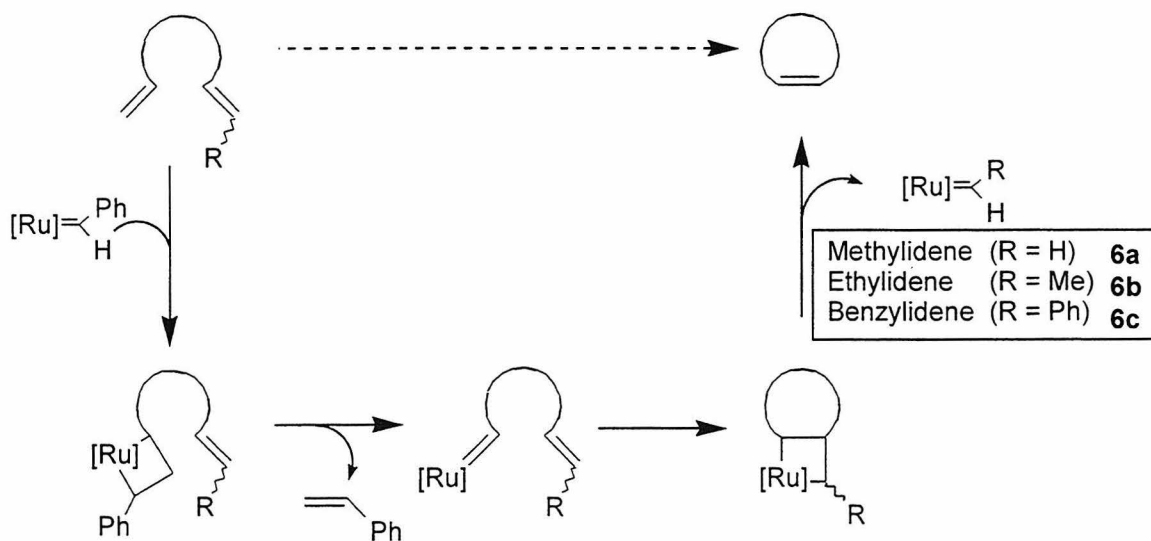 R
[Ru] Ph
H
R
[Ru]
H
Methylidene (R = H) 6a
Ethylidene (R = Me) 6b
Benzylidene (R = Ph) 6c
[Ru]
Ph
R
Ph
[Ru]
R
[Ru]
R